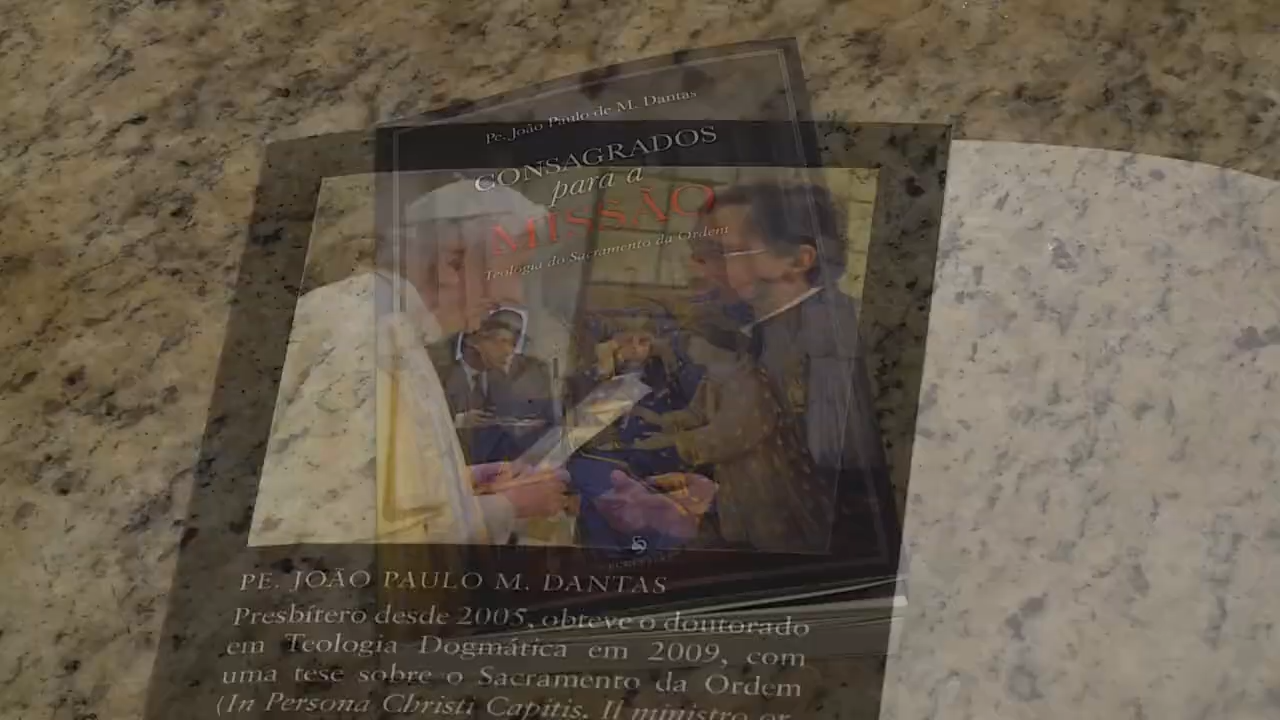 Pe. João Paulo de M. Dantas
CONSAGRADOS
para a
MISSÃO
Teologia do Sacramento da Ordem
PE. JOÃO PAULO M. DANTAS
Presbítero desde 2005, obteve o doutorado
em Teologia Dogmática em 2009, com
uma tese sobre o Sacramento da Ordem
(In Persona Christi Capitis. Il ministro or